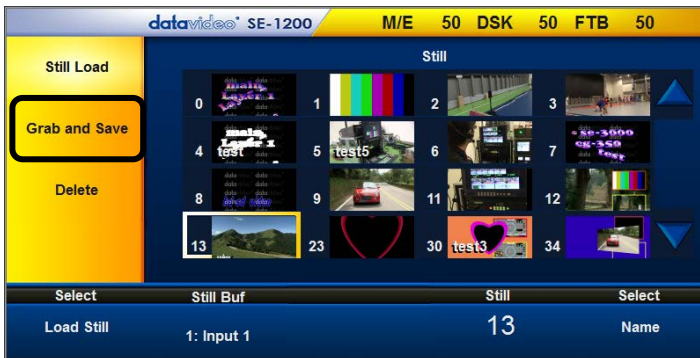 datavideo® SE-1200 M/E 50 DSK 50 FTB 50
Still Load
Grab and Save
Delete
Still
0 1 2 3
4 test 5 test5 6 7
SE-3000
8 9 11 12
13 23 30 test3 34
Select Still Buf Still Select
Load Still 1: Input 1 13 Name